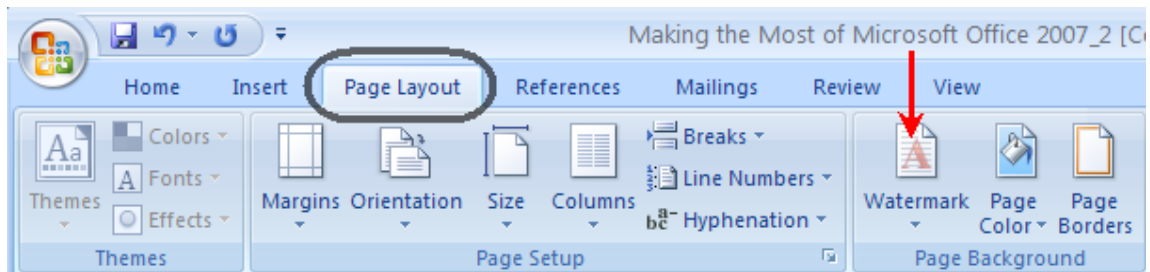 Making the Most of Microsoft Office 2007_2 [C
Home Insert Page Layout References Mailings Review View
Aa
Themes
Colors
A Fonts
Effects
Themes
Margins Orientation Size Columns
Breaks
Line Numbers
Hyphenation
Page Setup
A
Watermark
Page Color
Page Borders
Page Background